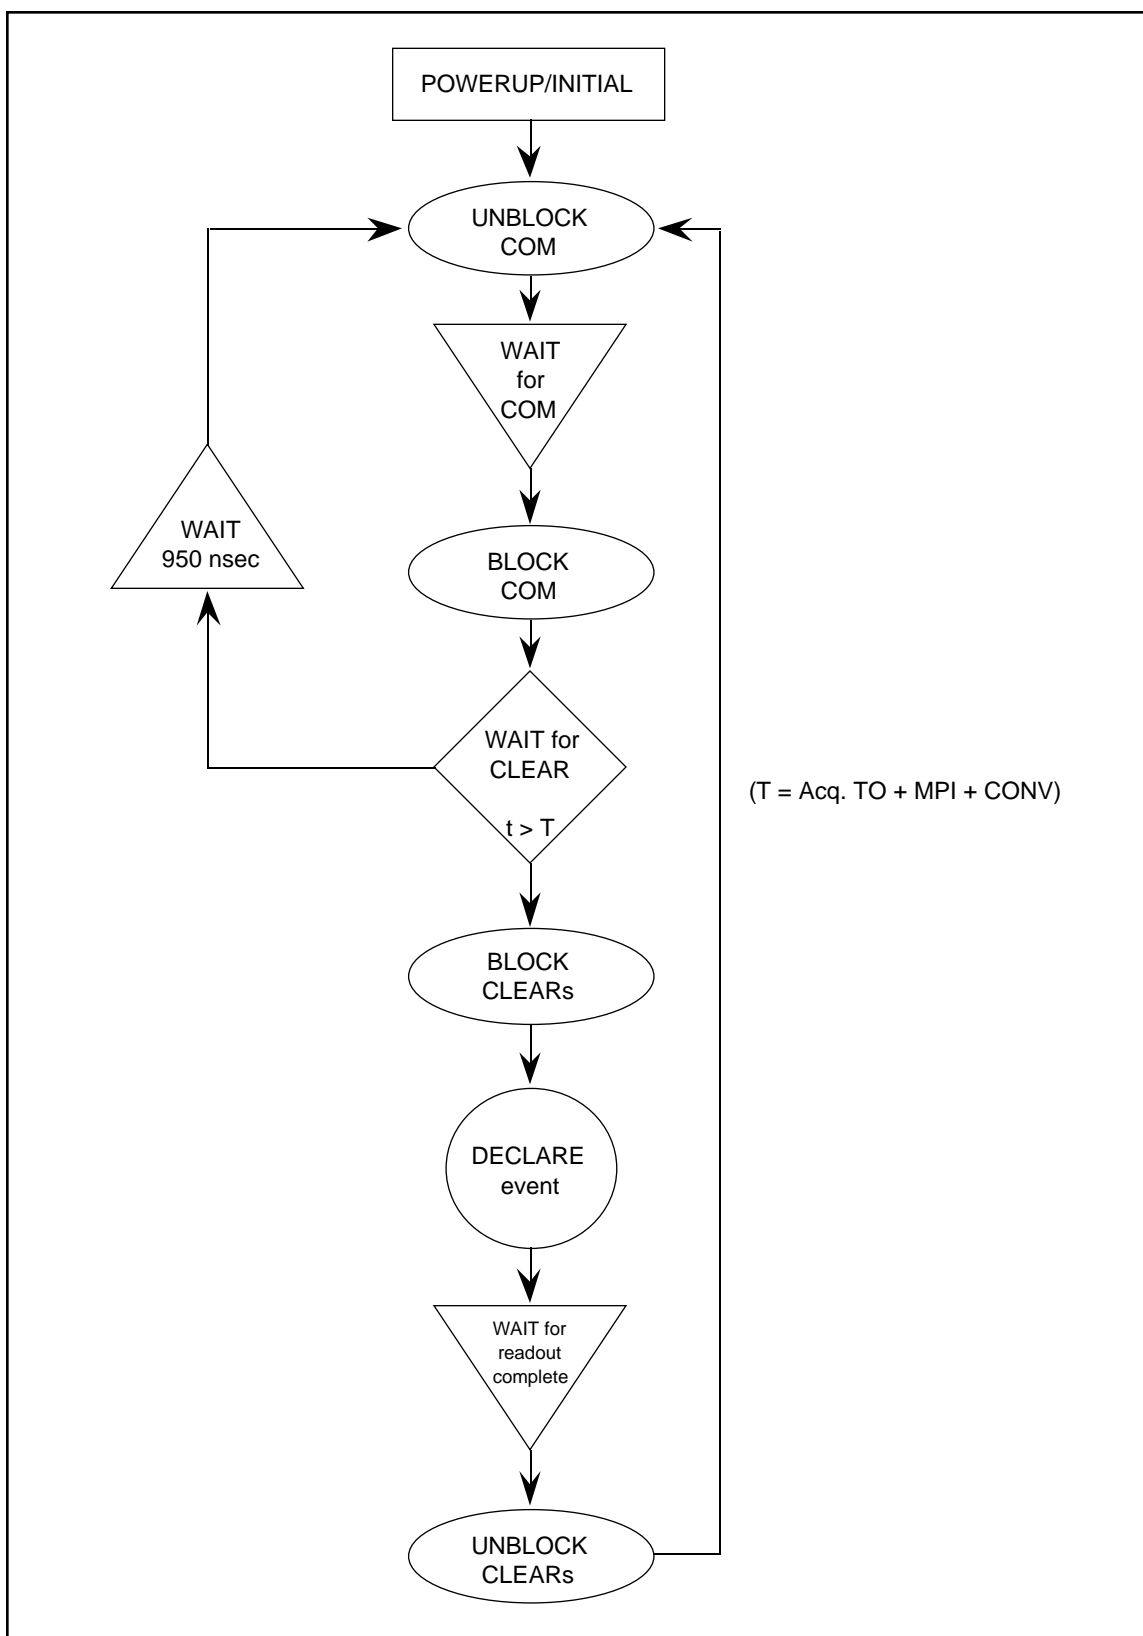 POWERUP/INITIAL
UNBLOCK
COM
WAIT
for
COM
WAIT
950 nsec
BLOCK
COM
WAIT for
CLEAR
t > T
(T = Acq. TO + MPI + CONV)
BLOCK
CLEARs
DECLARE
event
WAIT for
readout
complete
UNBLOCK
CLEARs